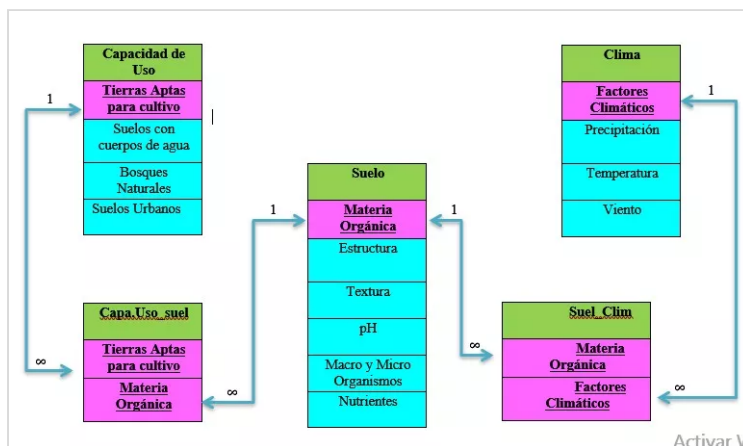 Capacidad de
Uso
Tierras Aptas
para cultivo
Suelos con
cuerpos de agua
Bosques
Naturales
Suelos Urbanos
1
∞
Capa.Uso_suel
Tierras Aptas
para cultivo
Materia
Orgánica
∞
1
Suelo
Materia
Orgánica
Estructura
Textura
pH
Macro y Micro
Organismos
Nutrientes
1
∞
Clima
Factores
Climáticos
Precipitación
Temperatura
Viento
1
∞
Suel_Clim
Materia
Orgánica
Factores
Climáticos
Activar